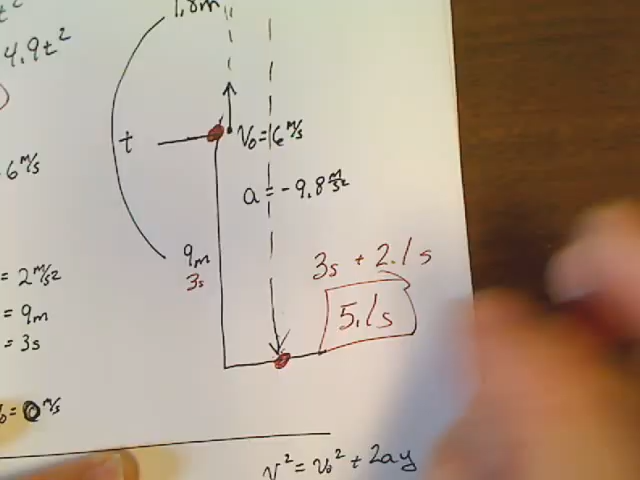 t²
1,8m
4.9t²
t
V₀ = 6 m/s
6 m/s
a = -9.8 m/s²
9m
3s
= 2 m/s²
3s + 2.1s
= 9m
5.1s
= 3s
= 0 m/s
v² = v₀² + 2ay